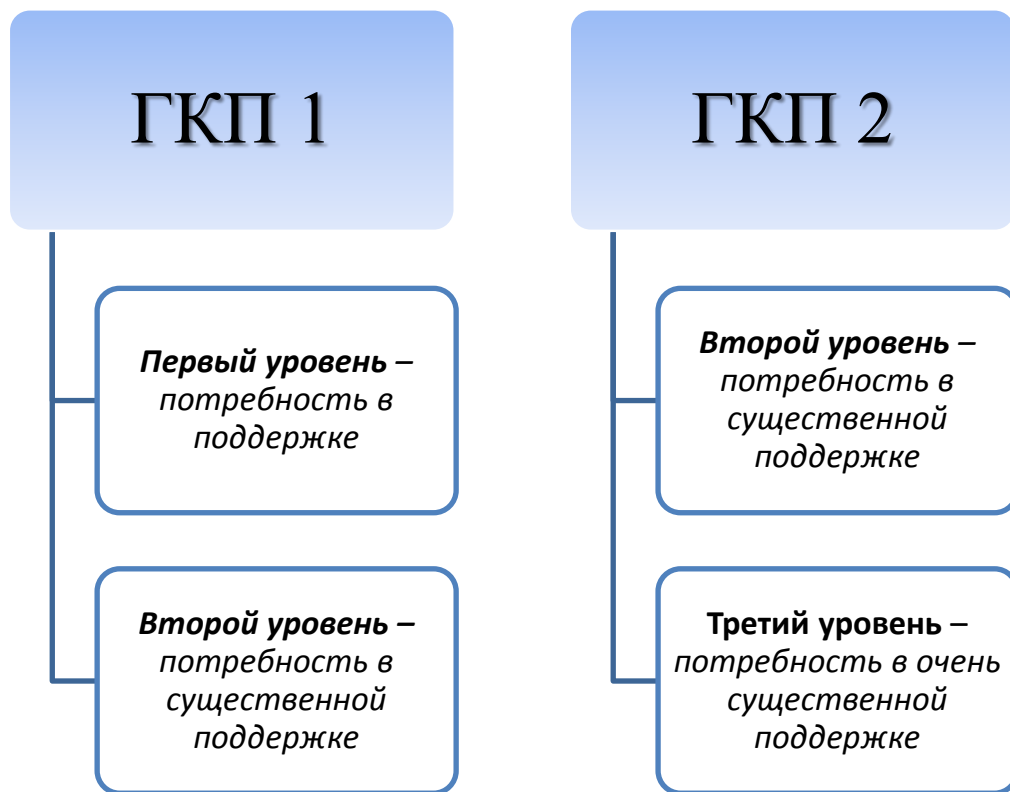 ГКП 1
Первый уровень –
потребность в
поддержке
Второй уровень –
потребность в
существенной
поддержке
ГКП 2
Второй уровень –
потребность в
существенной
поддержке
Третий уровень –
потребность в очень
существенной
поддержке